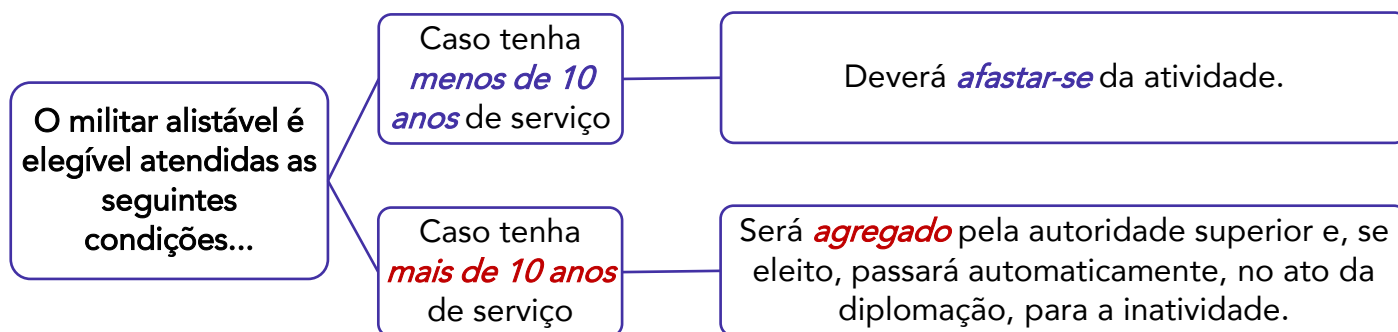 O militar alistável é
elegível atendidas as
seguintes
condições...
Caso tenha
menos de 10
anos de serviço
Deverá afastar-se da atividade.
Caso tenha
mais de 10 anos
de serviço
Será agregado pela autoridade superior e, se
eleito, passará automaticamente, no ato da
diplomação, para a inatividade.